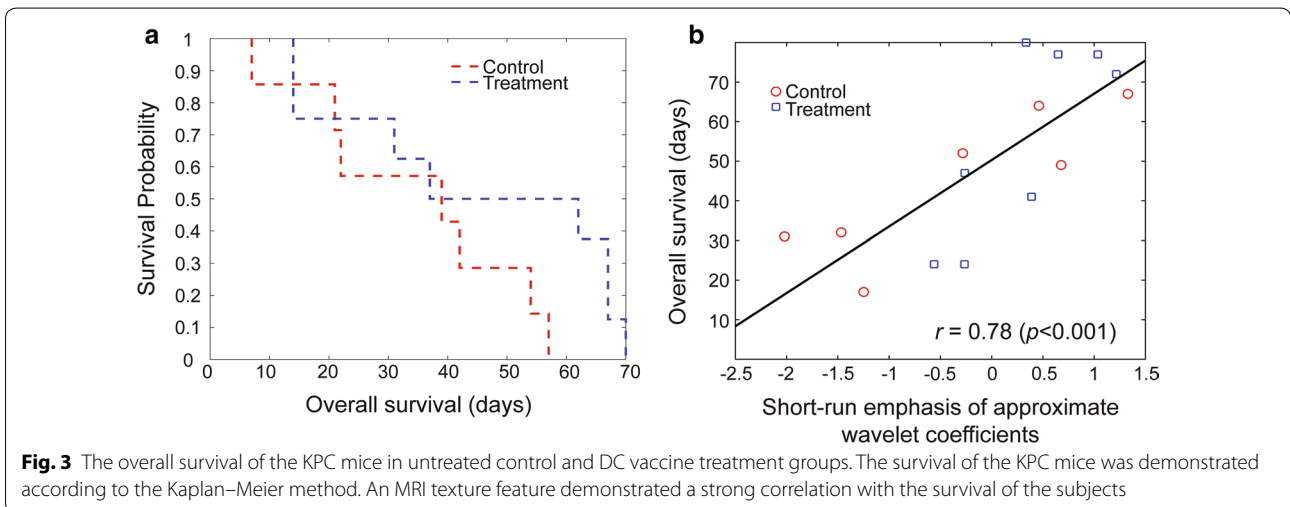 a
1
0.9
0.8
0.7
0.6
0.5
0.4
0.3
0.2
0.1
0
Survival Probability
Control
Treatment
0 10 20 30 40 50 60 70
Overall survival (days)
b
70
60
50
40
30
20
10
Overall survival (days)
Control
Treatment
r = 0.78 (p<0.001)
-2.5 -2 -1.5 -1 -0.5 0 0.5 1 1.5
Short-run emphasis of approximate
wavelet coefficients
Fig. 3 The overall survival of the KPC mice in untreated control and DC vaccine treatment groups. The survival of the KPC mice was demonstrated
according to the Kaplan–Meier method. An MRI texture feature demonstrated a strong correlation with the survival of the subjects